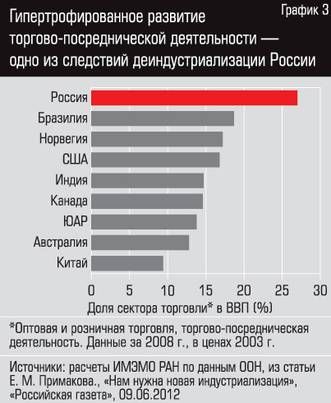 График 3
Гипертрофированное развитие
торгово-посреднической деятельности —
одно из следствий деиндустриализации России
Россия
Бразилия
Норвегия
США
Индия
Канада
ЮАР
Австралия
Китай
0 5 10 15 20 25 30
Доля сектора торговли* в ВВП (%)
*Оптовая и розничная торговля, торгово-посредническая
деятельность. Данные за 2008 г., в ценах 2003 г.
Источники: расчеты ИМЭМО РАН по данным ООН, из статьи
Е. М. Примакова., «Нам нужна новая индустриализация»,
«Российская газета», 09.06.2012